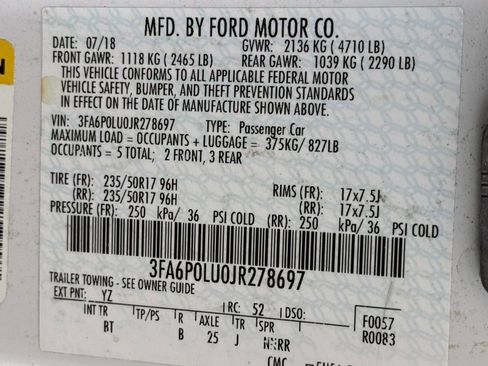 MFD. BY FORD MOTOR CO.
DATE: 07/18 GVWR: 2136 KG (4710 LB)
FRONT GAWR: 1118 KG (2465 LB) REAR GAWR: 1039 KG (2290 LB)
THIS VEHICLE CONFORMS TO ALL APPLICABLE FEDERAL MOTOR
VEHICLE SAFETY, BUMPER, AND THEFT PREVENTION STANDARDS
IN EFFECT ON THE DATE OF MANUFACTURE SHOWN ABOVE.
VIN: 3FA6P0LU0JR278697 TYPE: Passenger Car
MAXIMUM LOAD = OCCUPANTS + LUGGAGE = 375KG/ 827LB
OCCUPANTS = 5 TOTAL; 2 FRONT, 3 REAR
TIRE (FR): 235/50R17 96H RIMS (FR): 17x7.5J
(RR): 235/50R17 96H (RR): 17x7.5J
PRESSURE (FR): 250 kPa/ 36 PSI COLD (RR): 250 kPa/ 36 PSI COLD
3FA6P0LU0JR278697
TRAILER TOWING - SEE OWNER GUIDE
EXT PNT: YZ RC: 52 DSO: F0057
INT TR TP/PS R AXLE TR SPR R0083
BT B 25 J